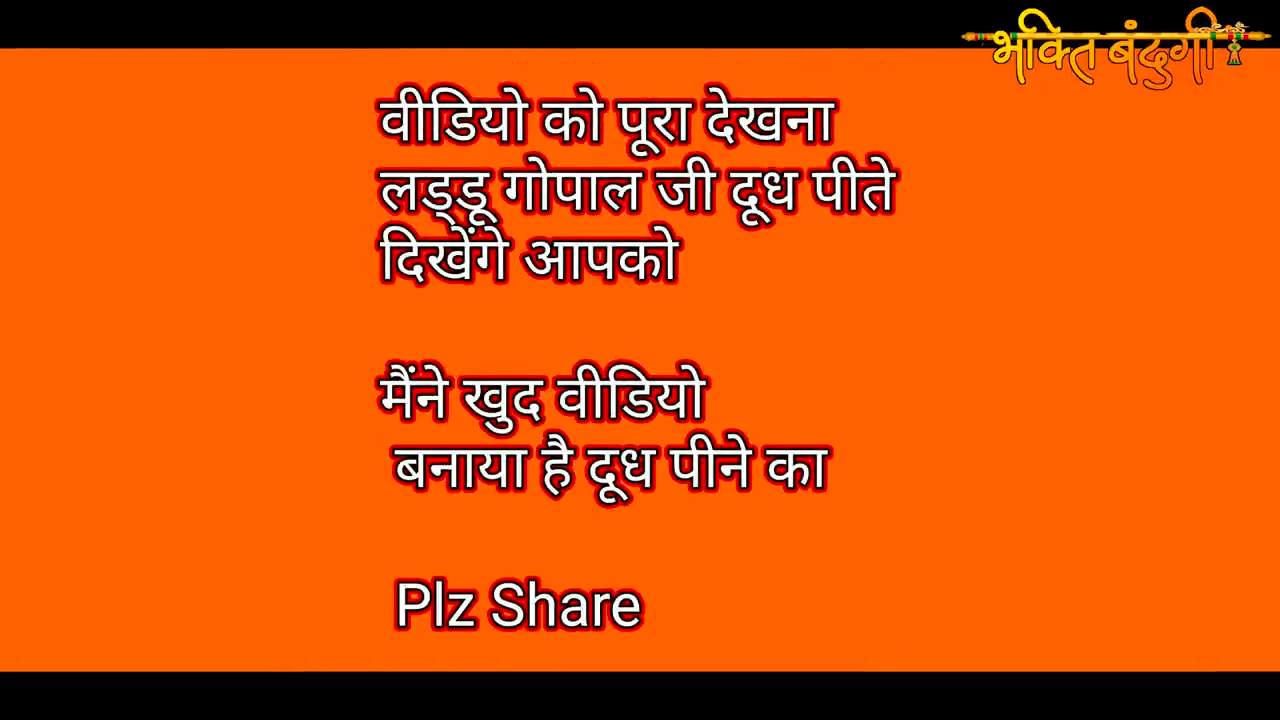 भक्ति बंदगी
वीडियो को पूरा देखना
लड्डू गोपाल जी दूध पीते
दिखेंगे आपको
मैंने खुद वीडियो
बनाया है दूध पीने का
Plz Share